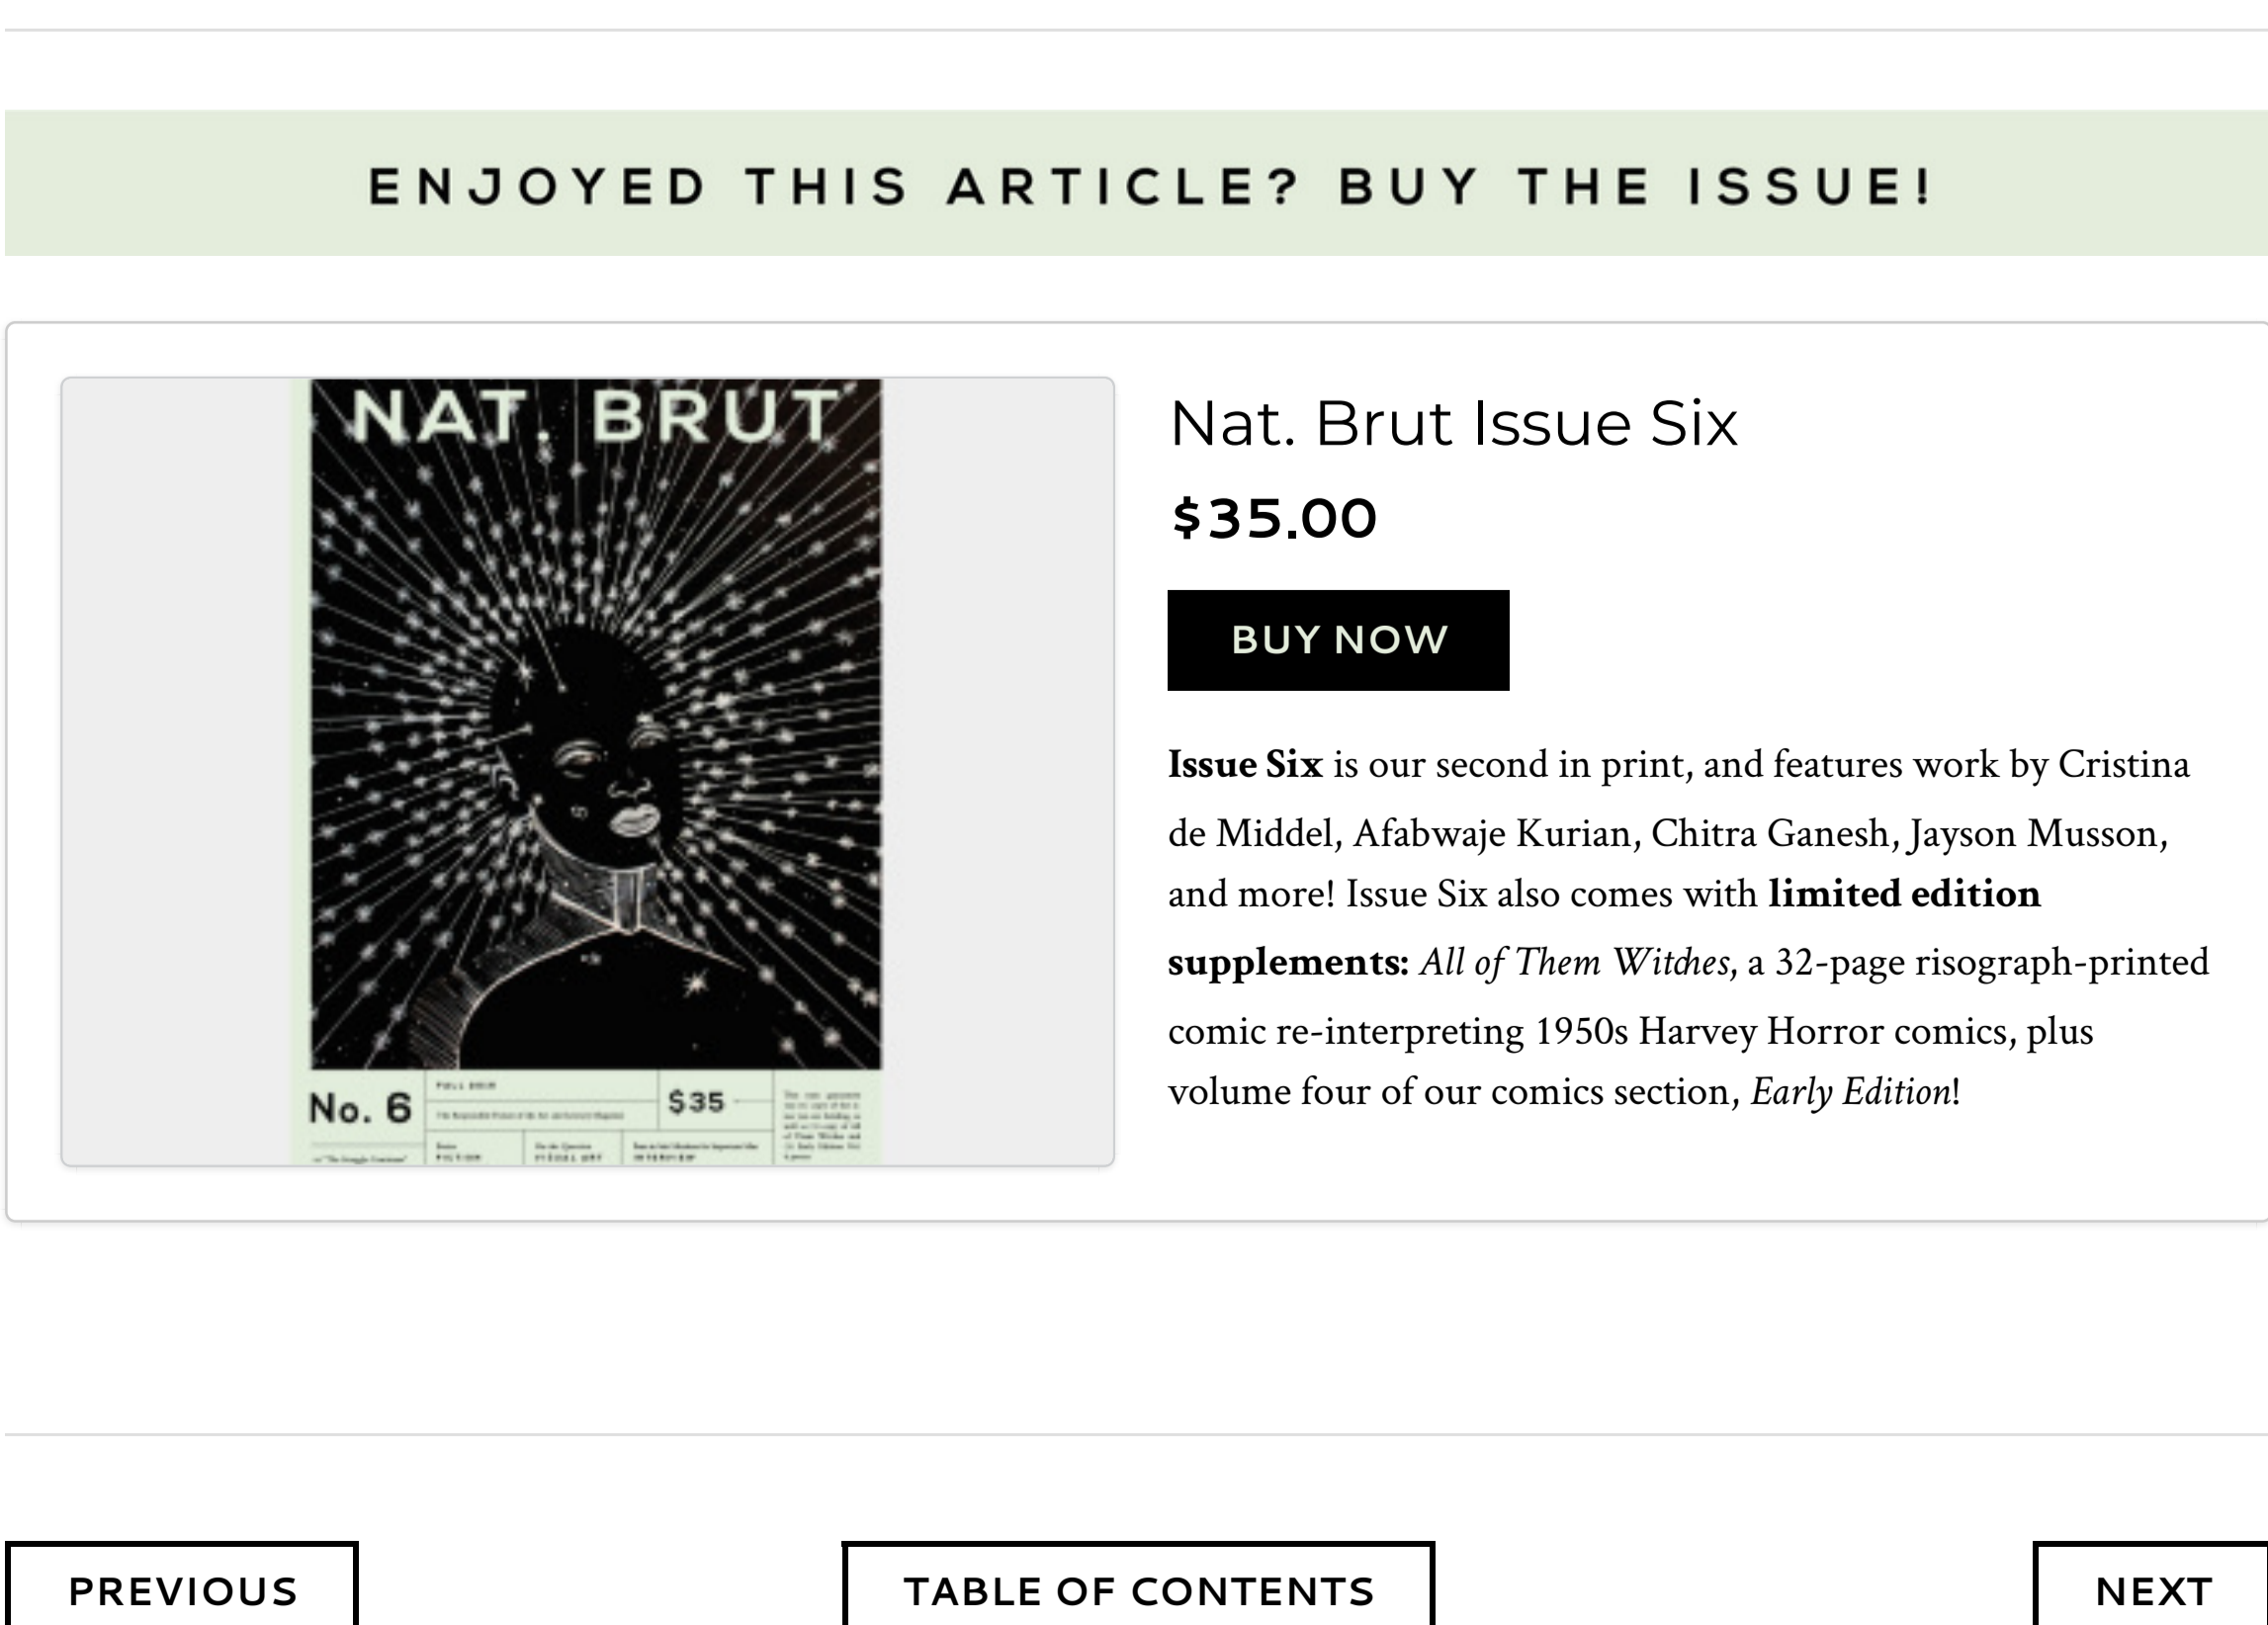 ENJOYED THIS ARTICLE? BUY THE ISSUE!
NAT. BRUT
No. 6
$35
FICTION
VISUAL ART
INTERVIEW
Nat. Brut Issue Six
$35.00
BUY NOW
Issue Six is our second in print, and features work by Cristina
de Middel, Afabwaje Kurian, Chitra Ganesh, Jayson Musson,
and more! Issue Six also comes with limited edition
supplements: All of Them Witches, a 32-page risograph-printed
comic re-interpreting 1950s Harvey Horror comics, plus
volume four of our comics section, Early Edition!
PREVIOUS
TABLE OF CONTENTS
NEXT